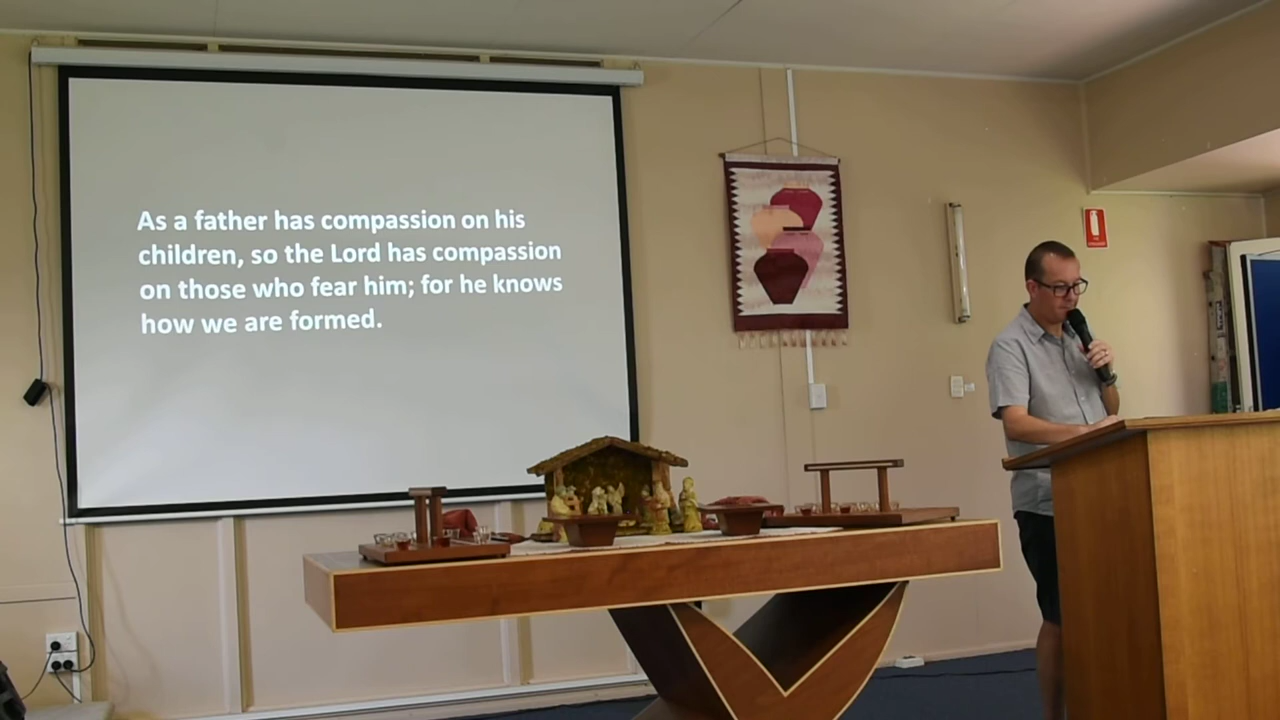 As a father has compassion on his
children, so the Lord has compassion
on those who fear him; for he knows
how we are formed.